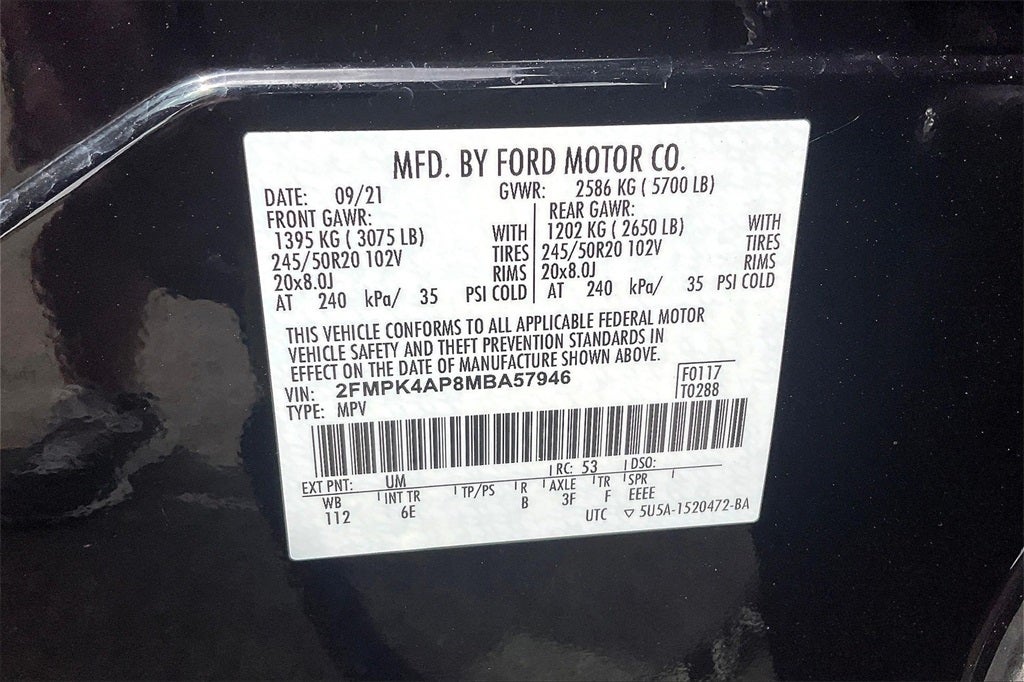 MFD. BY FORD MOTOR CO.
DATE: 09/21 GVWR: 2586 KG ( 5700 LB)
FRONT GAWR: REAR GAWR:
1395 KG ( 3075 LB) WITH 1202 KG ( 2650 LB) WITH
245/50R20 102V TIRES 245/50R20 102V TIRES
20x8.0J RIMS 20x8.0J RIMS
AT 240 kPa/ 35 PSI COLD AT 240 kPa/ 35 PSI COLD
THIS VEHICLE CONFORMS TO ALL APPLICABLE FEDERAL MOTOR
VEHICLE SAFETY AND THEFT PREVENTION STANDARDS IN
EFFECT ON THE DATE OF MANUFACTURE SHOWN ABOVE.
VIN: 2FMPK4AP8MBA57946 F0117
TYPE: MPV T0288
EXT PNT: UM RC: 53 DSO:
WB INT TR TP/PS R AXLE TR SPR
112 6E B 3F F EEEE
UTC ▽ 5U5A-1520472-BA